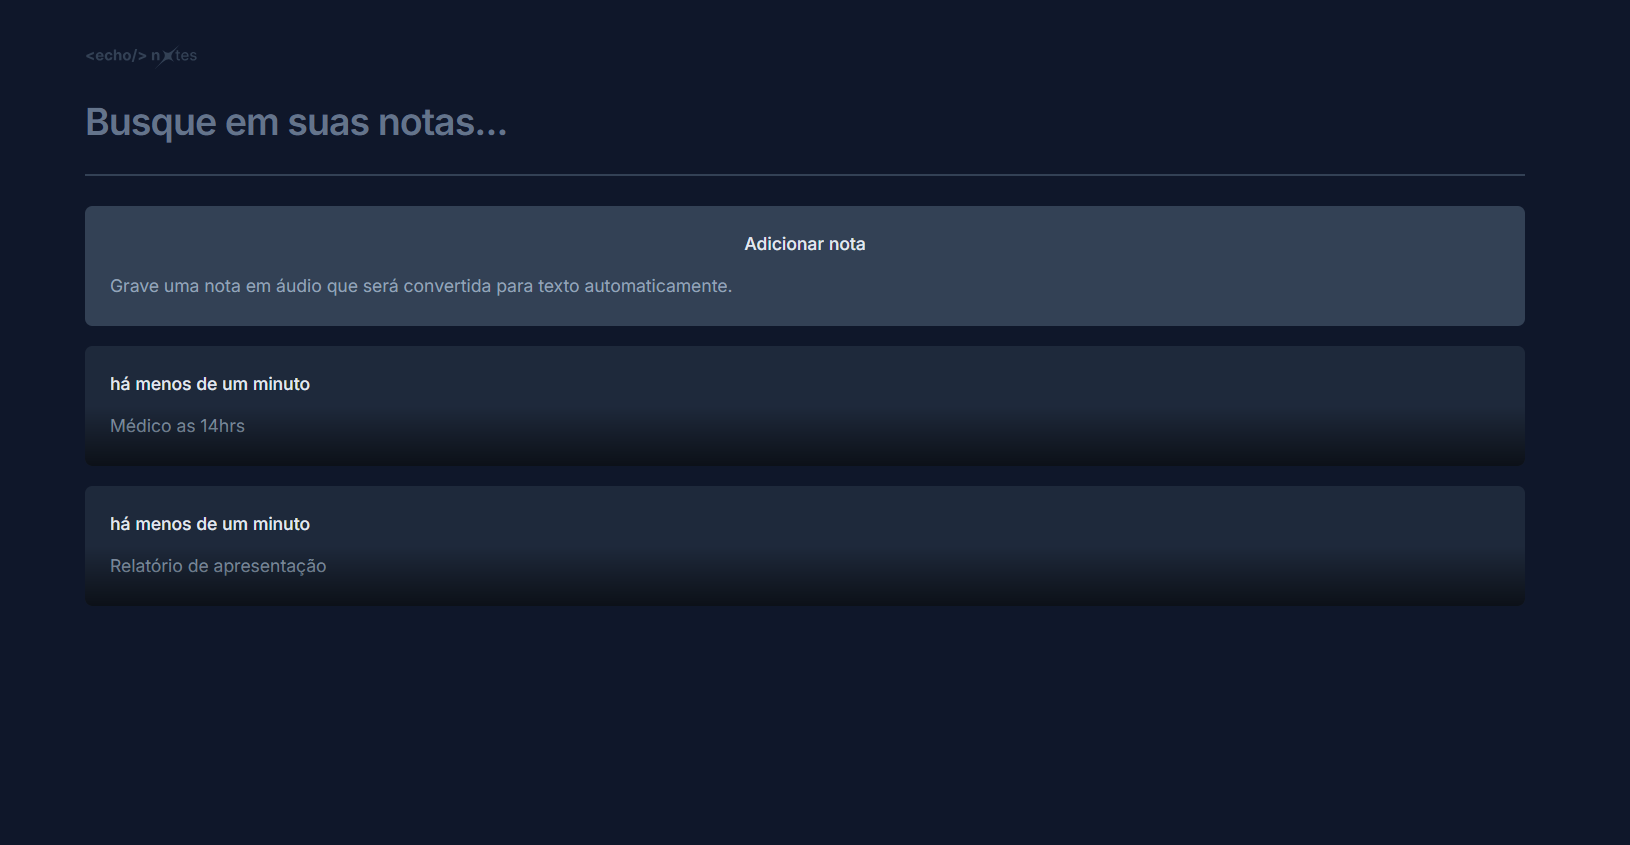 <echo/> notes
Busque em suas notas...
Adicionar nota
Grave uma nota em áudio que será convertida para texto automaticamente.
há menos de um minuto
Médico as 14hrs
há menos de um minuto
Relatório de apresentação